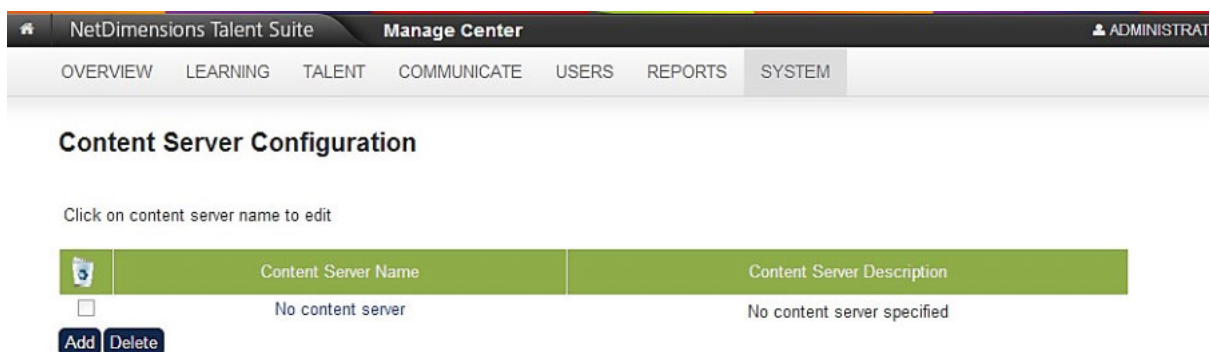 NetDimensions Talent Suite Manage Center ADMINISTRAT
OVERVIEW LEARNING TALENT COMMUNICATE USERS REPORTS SYSTEM
Content Server Configuration
Click on content server name to edit
Content Server Name Content Server Description
No content server No content server specified
Add Delete